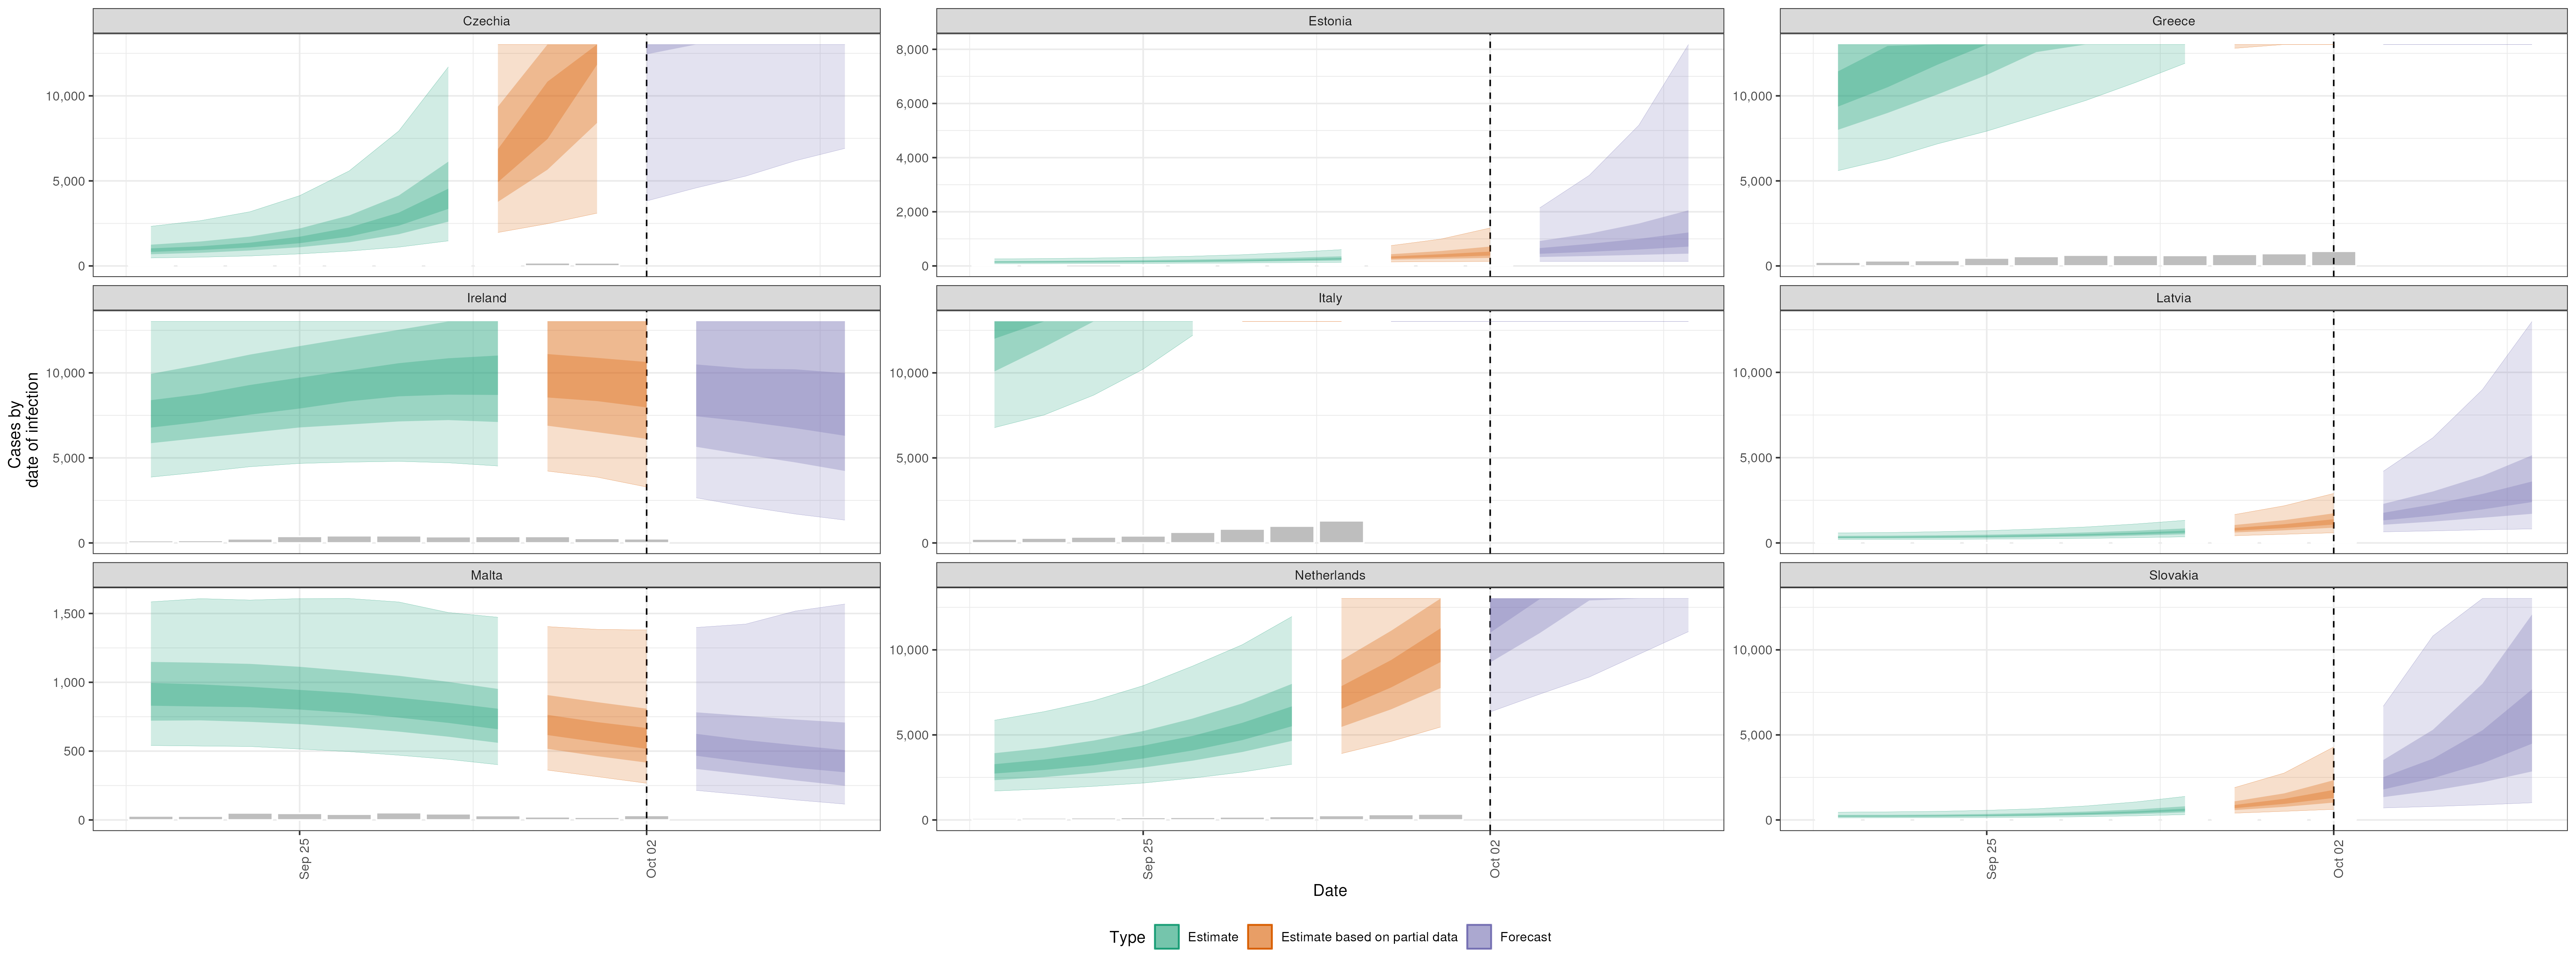 Czechia
Estonia
Greece
10,000
5,000
0
8,000
6,000
4,000
2,000
0
10,000
5,000
0
Ireland
Italy
Latvia
10,000
5,000
0
10,000
5,000
0
10,000
5,000
0
Malta
Netherlands
Slovakia
1,500
1,000
500
0
10,000
5,000
0
10,000
5,000
0
Sep 25
Oct 02
Sep 25
Oct 02
Sep 25
Oct 02
Cases by
date of infection
Date
Type Estimate Estimate based on partial data Forecast